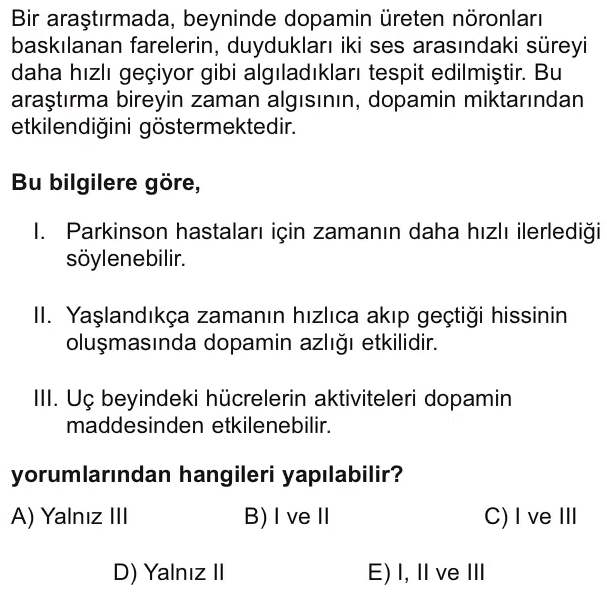 Bir araştırmada, beyninde dopamin üreten nöronları
baskılanan farelerin, duydukları iki ses arasındaki süreyi
daha hızlı geçiyor gibi algıladıkları tespit edilmiştir. Bu
araştırma bireyin zaman algısının, dopamin miktarından
etkilendiğini göstermektedir.
Bu bilgilere göre,
I. Parkinson hastaları için zamanın daha hızlı ilerlediği
söylenebilir.
II. Yaşlandıkça zamanın hızlıca akıp geçtiği hissinin
oluşmasında dopamin azlığı etkilidir.
III. Uç beyindeki hücrelerin aktiviteleri dopamin
maddesinden etkilenebilir.
yorumlarından hangileri yapılabilir?
A) Yalnız III B) I ve II C) I ve III
D) Yalnız II E) I, II ve III